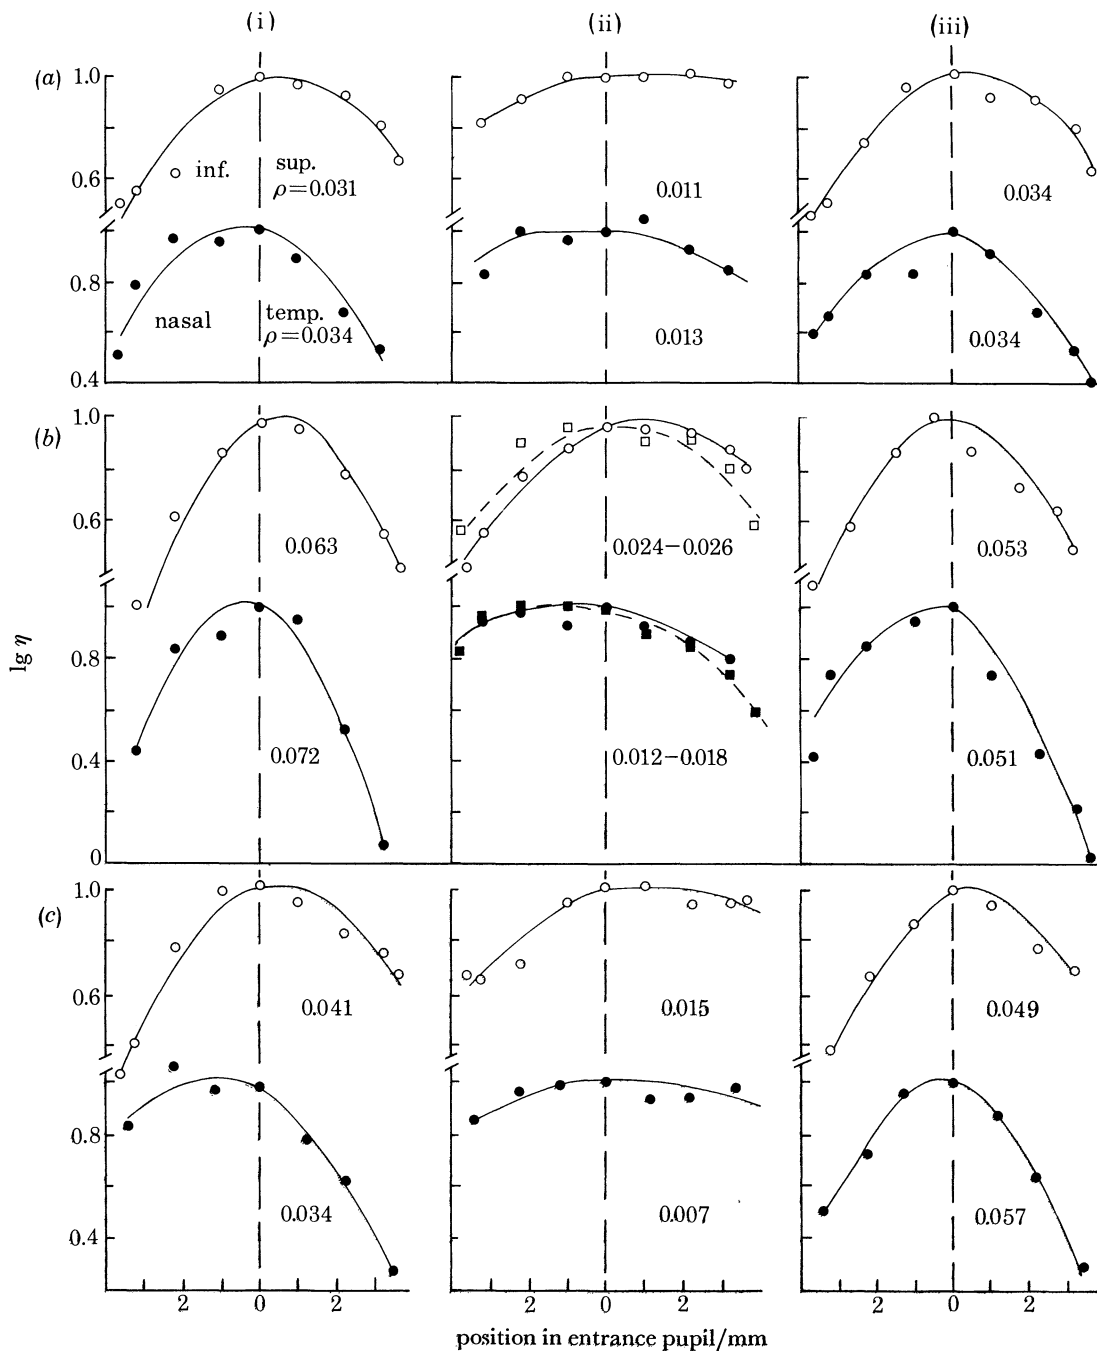 (i) (ii) (iii)
(a) 1.0
inf. sup.
0.6 ρ=0.031 0.011 0.034
0.8
nasal temp.
ρ=0.034 0.013 0.034
0.4
(b) 1.0
0.6 0.063 0.024−0.026 0.053
lg η
0.8
0.4 0.072 0.012−0.018 0.051
0
(c) 1.0
0.6 0.041 0.015 0.049
0.8
0.034 0.007 0.057
0.4
2 0 2 2 0 2 2 0 2
position in entrance pupil/mm